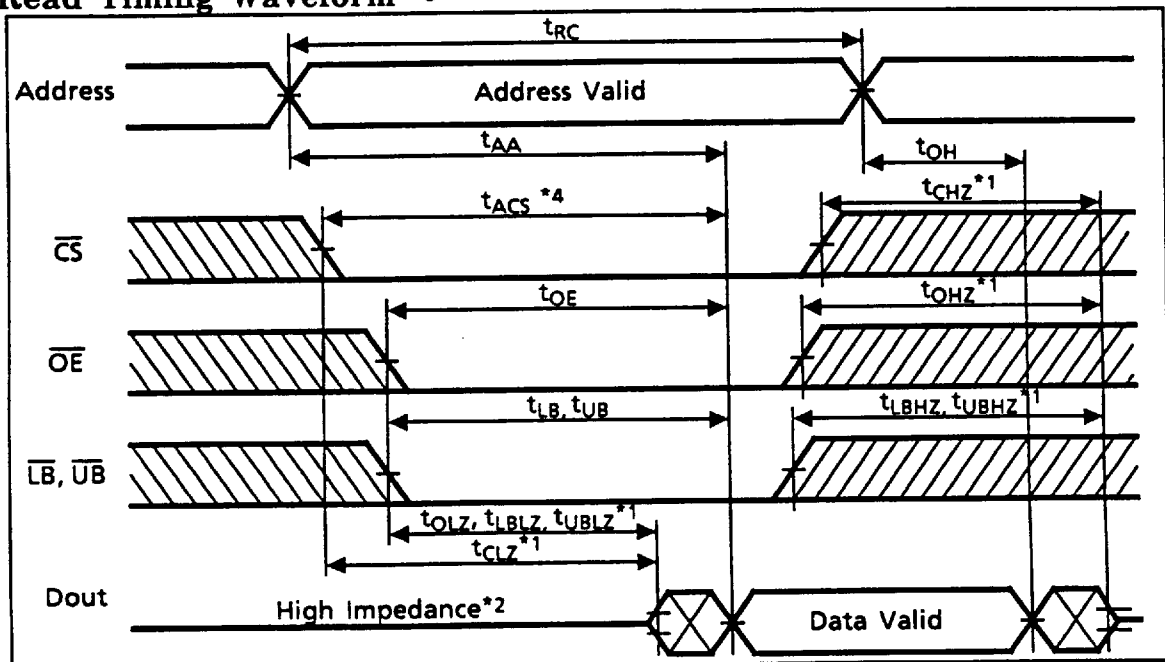 Read Timing Waveform
tRC
Address
Address Valid
tAA
tOH
tACS *4
tCHZ*1
CS
tOE
tOHZ*1
OE
tLB, tUB
tLBHZ, tUBHZ*1
LB, UB
tOLZ, tLBLZ, tUBLZ*1
tCLZ*1
Dout
High Impedance*2
Data Valid